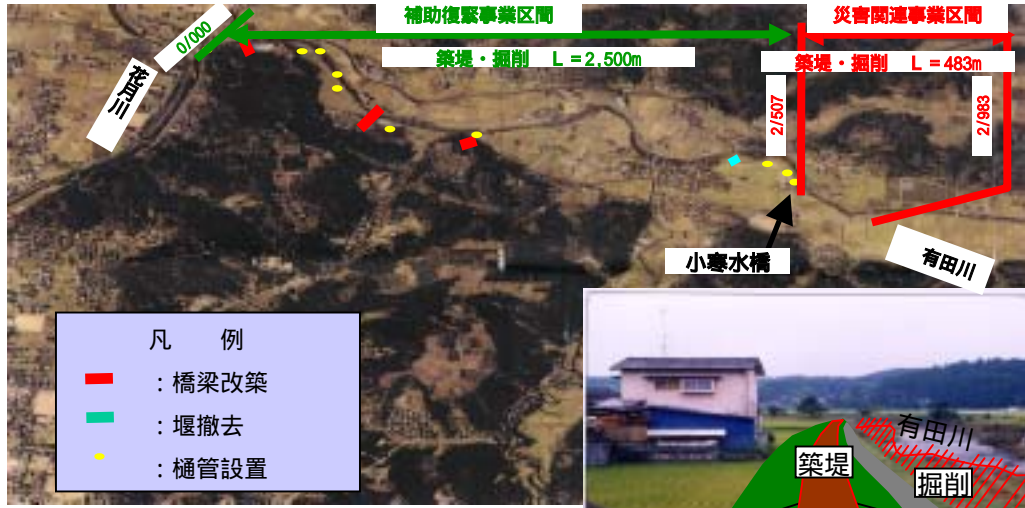 補助復緊事業区間
災害関連事業区間
築堤・掘削 L=2,500m
築堤・掘削 L=483m
0/000
花月川
2/507
2/983
小寒水橋
有田川
凡 例
：橋梁改築
：堰撤去
：樋管設置
有田川
築堤
掘削